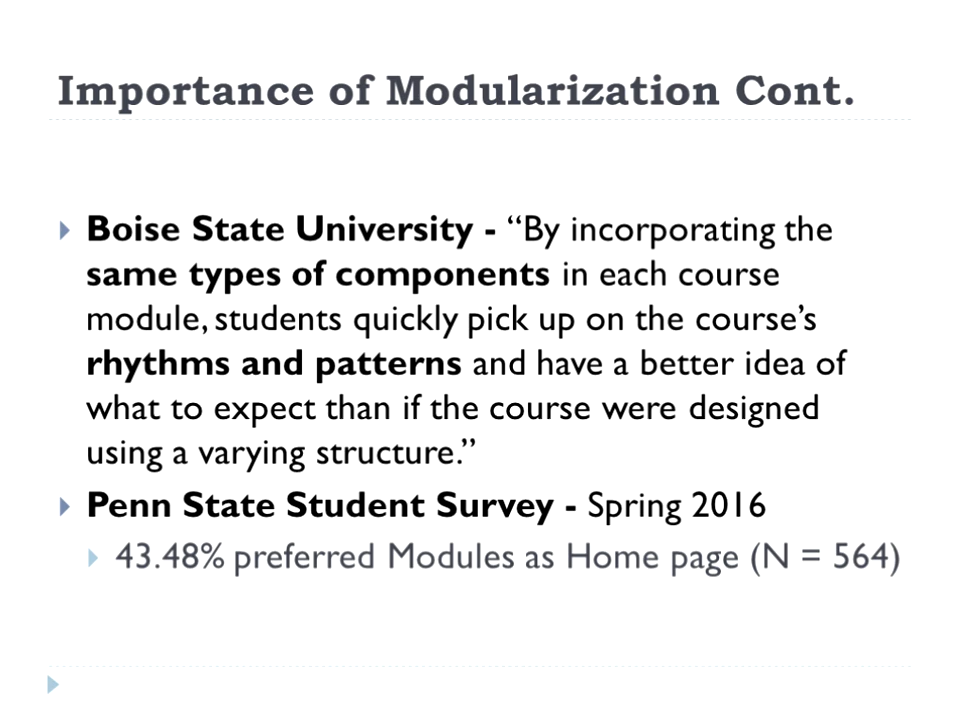 Importance of Modularization Cont.
Boise State University - “By incorporating the
same types of components in each course
module, students quickly pick up on the course’s
rhythms and patterns and have a better idea of
what to expect than if the course were designed
using a varying structure.”
Penn State Student Survey - Spring 2016
43.48% preferred Modules as Home page (N = 564)